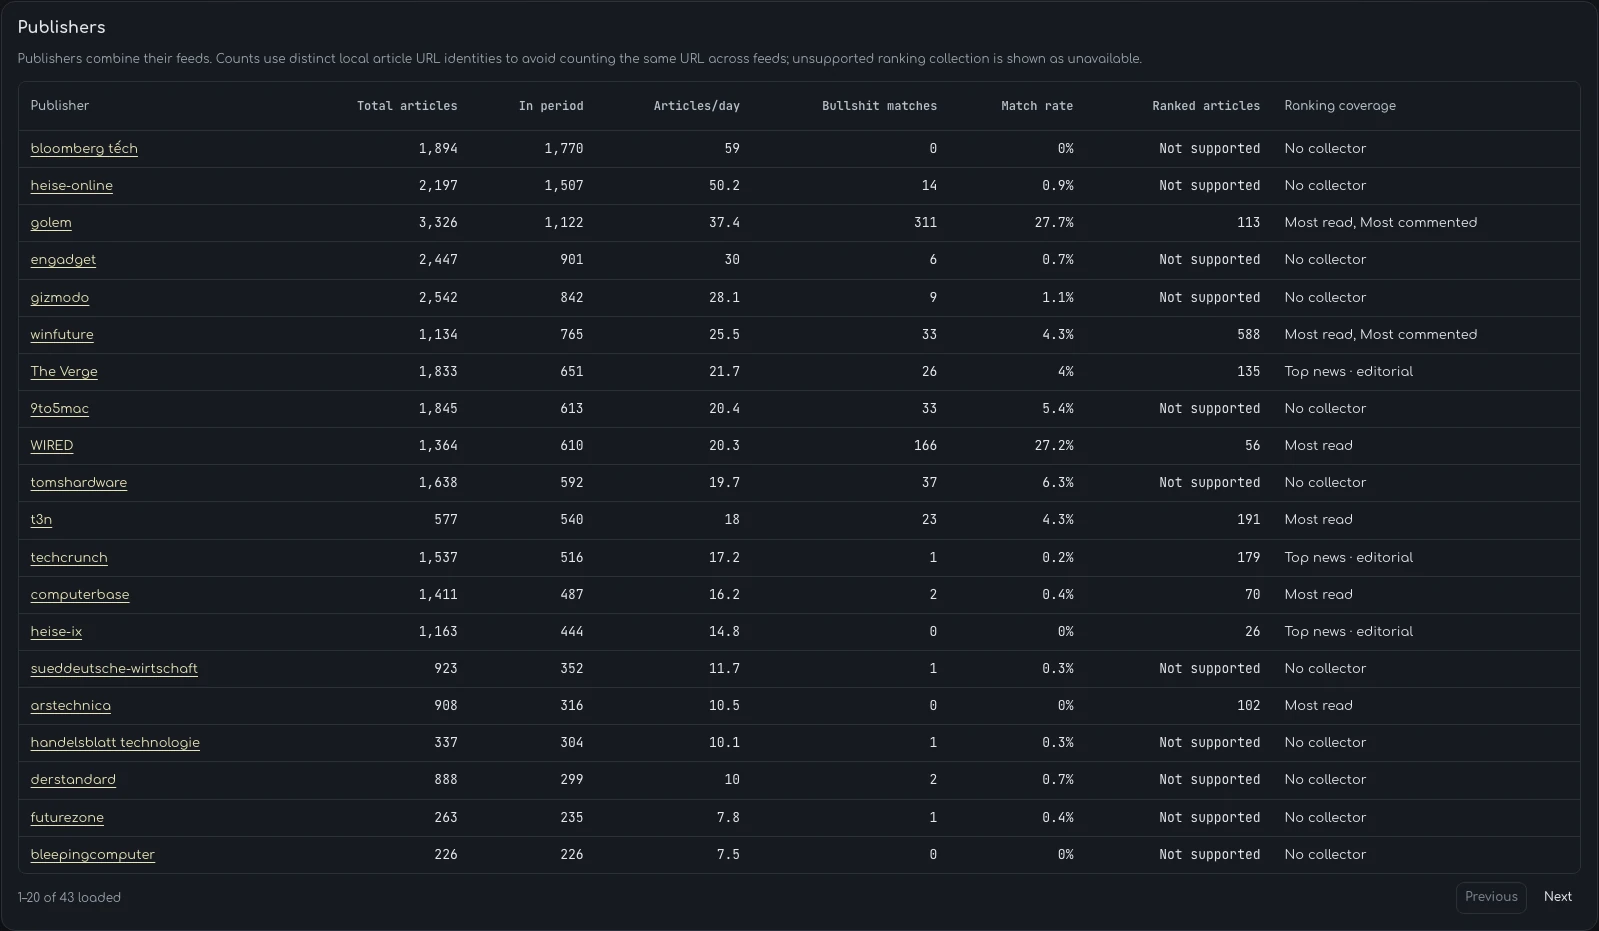 Publishers
Publishers combine their feeds. Counts use distinct local article URL identities to avoid counting the same URL across feeds; unsupported ranking collection is shown as unavailable.
Publisher Total articles In period Articles/day Bullshit matches Match rate Ranked articles Ranking coverage
bloomberg tếch 1,894 1,770 59 0 0% Not supported No collector
heise-online 2,197 1,507 50.2 14 0.9% Not supported No collector
golem 3,326 1,122 37.4 311 27.7% 113 Most read, Most commented
engadget 2,447 901 30 6 0.7% Not supported No collector
gizmodo 2,542 842 28.1 9 1.1% Not supported No collector
winfuture 1,134 765 25.5 33 4.3% 588 Most read, Most commented
The Verge 1,833 651 21.7 26 4% 135 Top news · editorial
9to5mac 1,845 613 20.4 33 5.4% Not supported No collector
WIRED 1,364 610 20.3 166 27.2% 56 Most read
tomshardware 1,638 592 19.7 37 6.3% Not supported No collector
t3n 577 540 18 23 4.3% 191 Most read
techcrunch 1,537 516 17.2 1 0.2% 179 Top news · editorial
computerbase 1,411 487 16.2 2 0.4% 70 Most read
heise-ix 1,163 444 14.8 0 0% 26 Top news · editorial
sueddeutsche-wirtschaft 923 352 11.7 1 0.3% Not supported No collector
arstechnica 908 316 10.5 0 0% 102 Most read
handelsblatt technologie 337 304 10.1 1 0.3% Not supported No collector
derstandard 888 299 10 2 0.7% Not supported No collector
futurezone 263 235 7.8 1 0.4% Not supported No collector
bleepingcomputer 226 226 7.5 0 0% Not supported No collector
1–20 of 43 loaded Previous Next